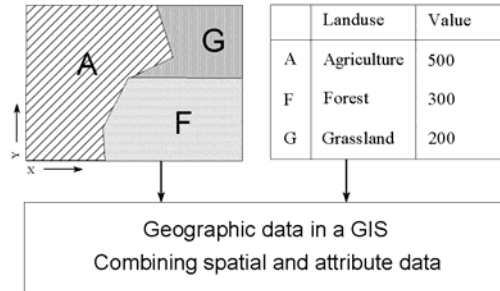 A
G
F
Y
X
Landuse Value
A Agriculture 500
F Forest 300
G Grassland 200
Geographic data in a GIS
Combining spatial and attribute data